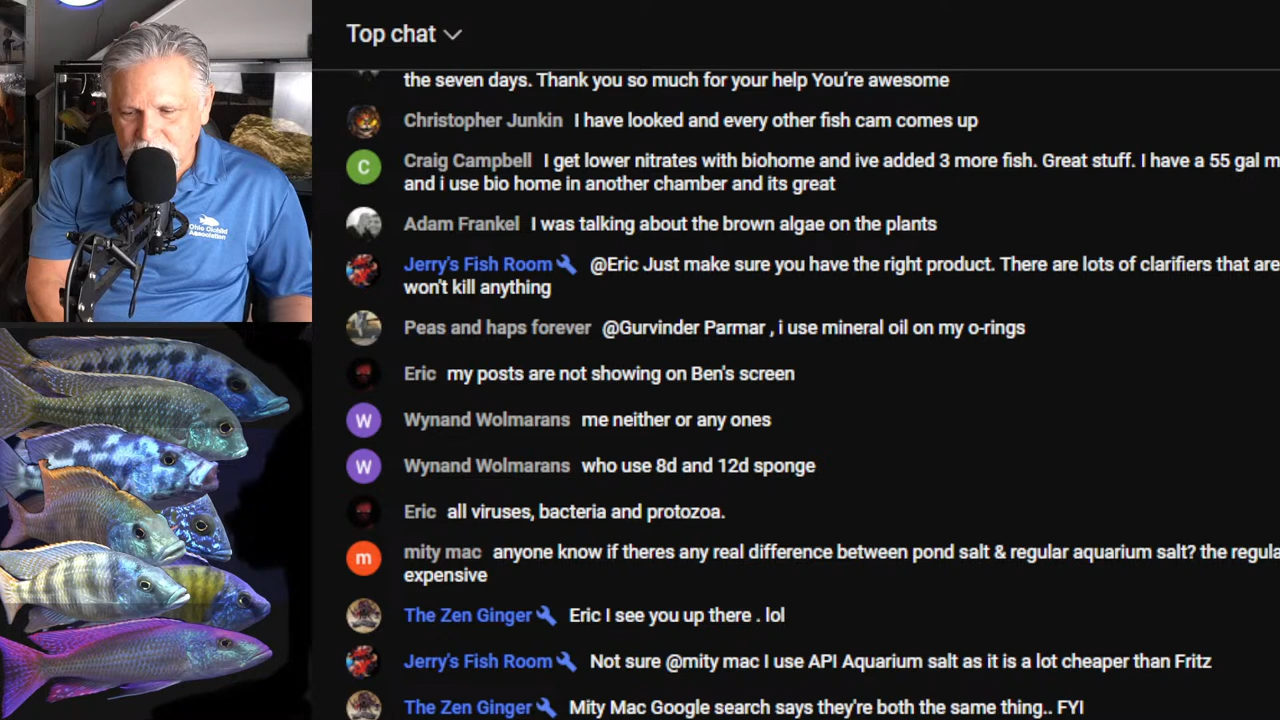 Top chat
the seven days. Thank you so much for your help You're awesome
Christopher Junkin I have looked and every other fish cam comes up
Craig Campbell I get lower nitrates with biohome and ive added 3 more fish. Great stuff. I have a 55 gal
and i use bio home in another chamber and its great
Adam Frankel I was talking about the brown algae on the plants
Jerry's Fish Room @Eric Just make sure you have the right product. There are lots of clarifiers that are
won't kill anything
Peas and haps forever @Gurvinder Parmar , i use mineral oil on my o-rings
Eric my posts are not showing on Ben's screen
W Wynand Wolmarans me neither or any ones
W Wynand Wolmarans who use 8d and 12d sponge
Eric all viruses, bacteria and protozoa.
m mity mac anyone know if theres any real difference between pond salt & regular aquarium salt? the
expensive
The Zen Ginger Eric I see you up there . lol
Jerry's Fish Room Not sure @mity mac I use API Aquarium salt as it is a lot cheaper than Fritz
The Zen Ginger Mity Mac Google search says they're both the same thing.. FYI
C
Ohio Cichlid
Association